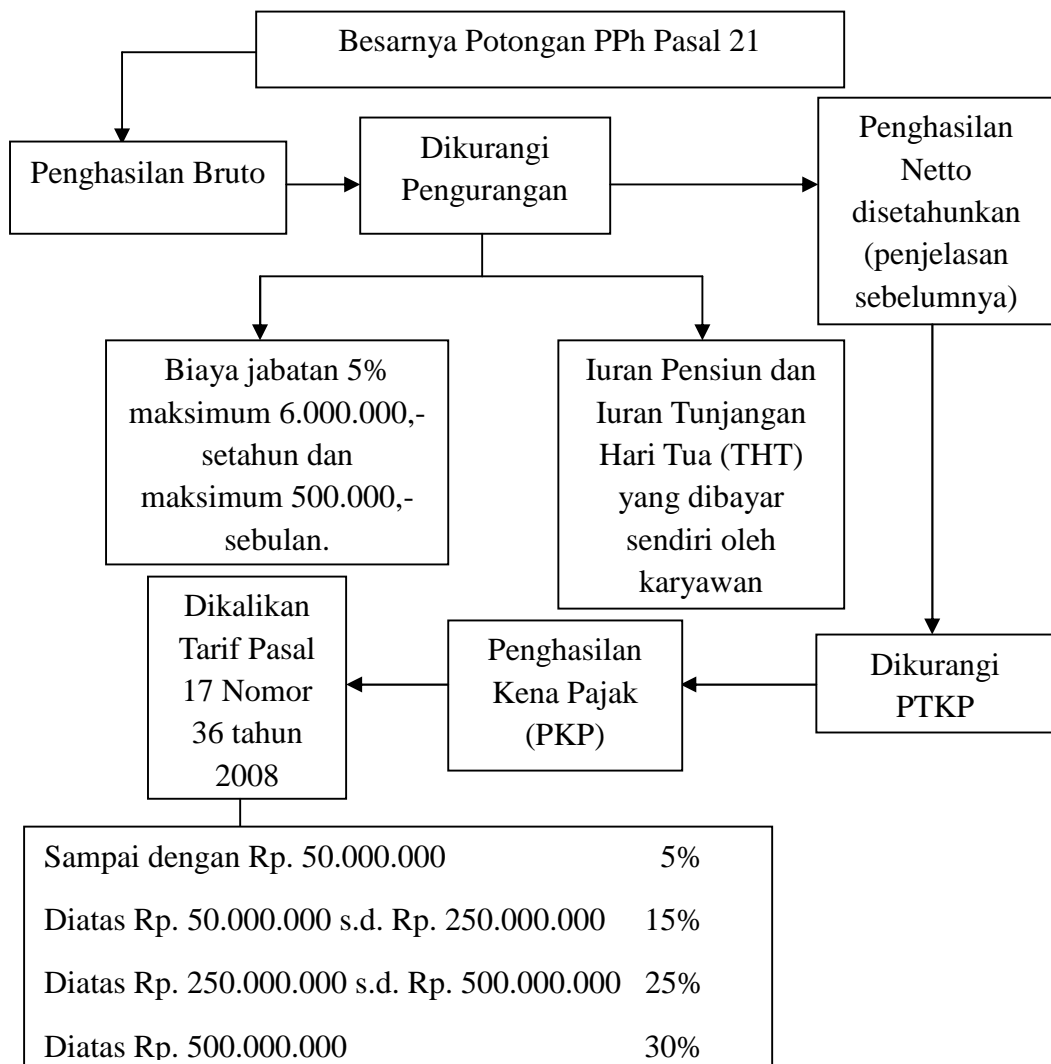 Besarnya Potongan PPh Pasal 21
Penghasilan Bruto
Dikurangi
Pengurangan
Penghasilan
Netto
disetahunkan
(penjelasan
sebelumnya)
Biaya jabatan 5%
maksimum 6.000.000,-
setahun dan
maksimum 500.000,-
sebulan.
Iuran Pensiun dan
Iuran Tunjangan
Hari Tua (THT)
yang dibayar
sendiri oleh
karyawan
Dikurangi
PTKP
Penghasilan
Kena Pajak
(PKP)
Dikalikan
Tarif Pasal
17 Nomor
36 tahun
2008
Sampai dengan Rp. 50.000.000 5%
Diatas Rp. 50.000.000 s.d. Rp. 250.000.000 15%
Diatas Rp. 250.000.000 s.d. Rp. 500.000.000 25%
Diatas Rp. 500.000.000 30%